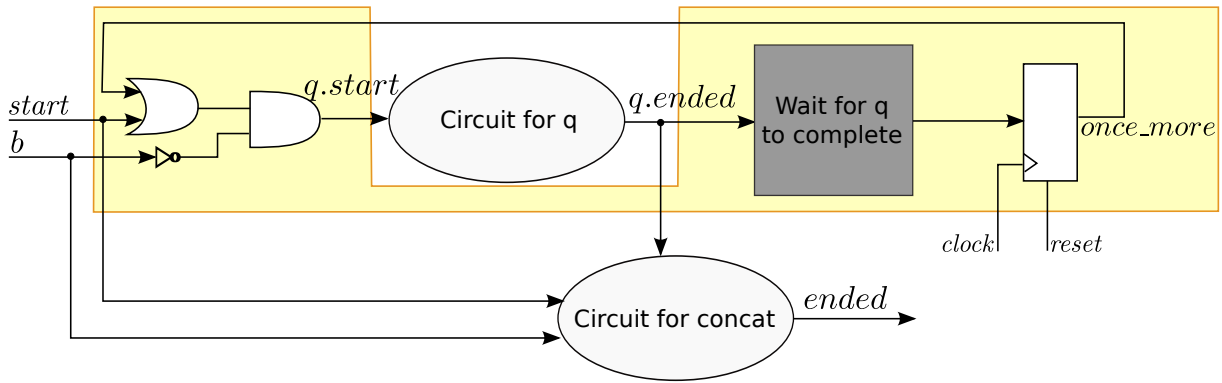 start
b
q.start
Circuit for q
q.ended
Wait for q
to complete
once_more
clock
reset
Circuit for concat
ended